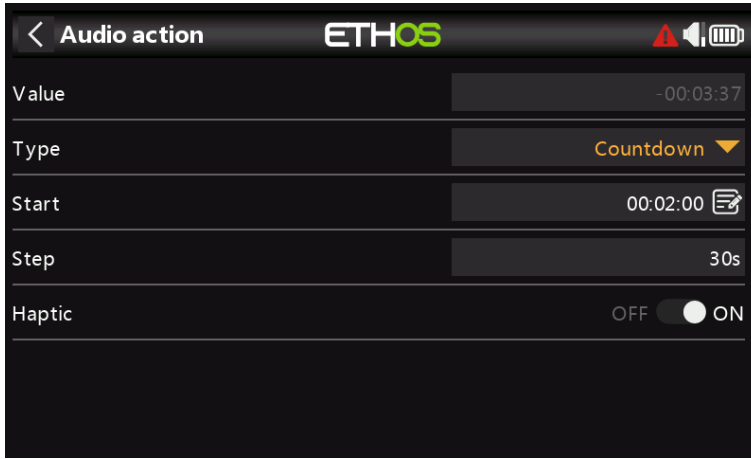 Audio action ETHOS
Value -00:03:37
Type Countdown
Start 00:02:00
Step 30s
Haptic OFF ON